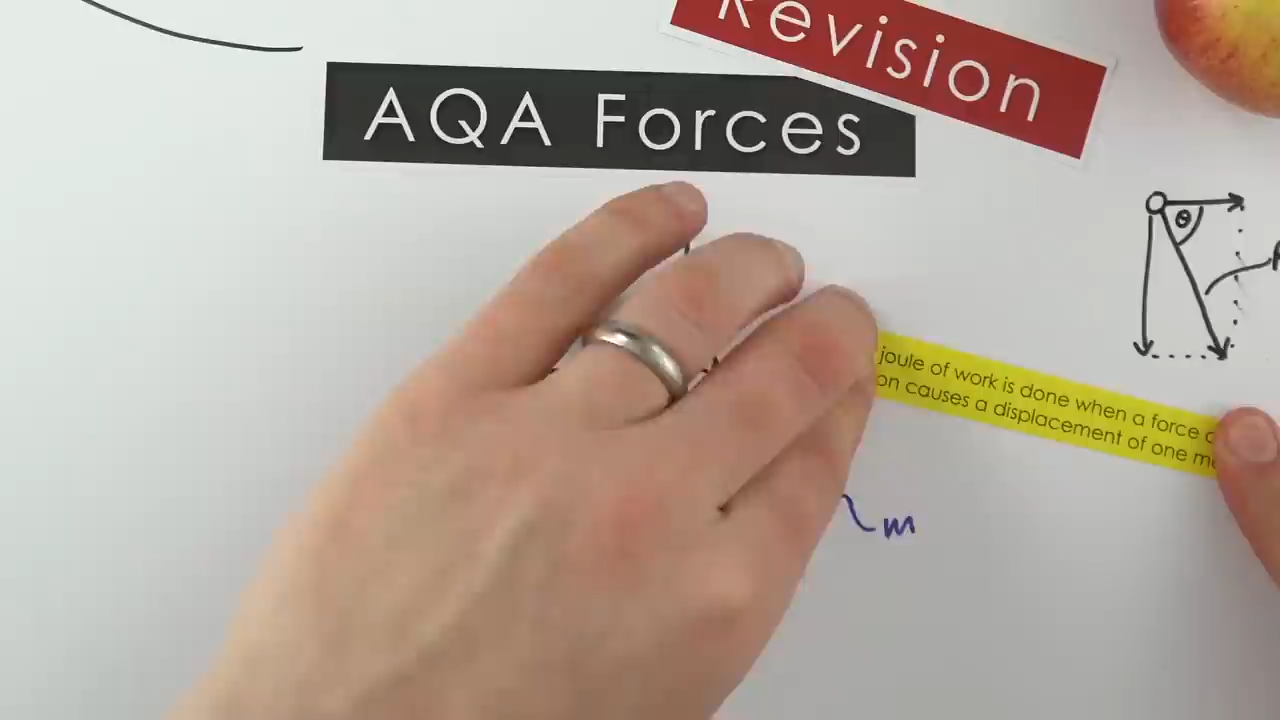 Revision
AQA Forces
θ
joule of work is done when a force
on causes a displacement of one
m